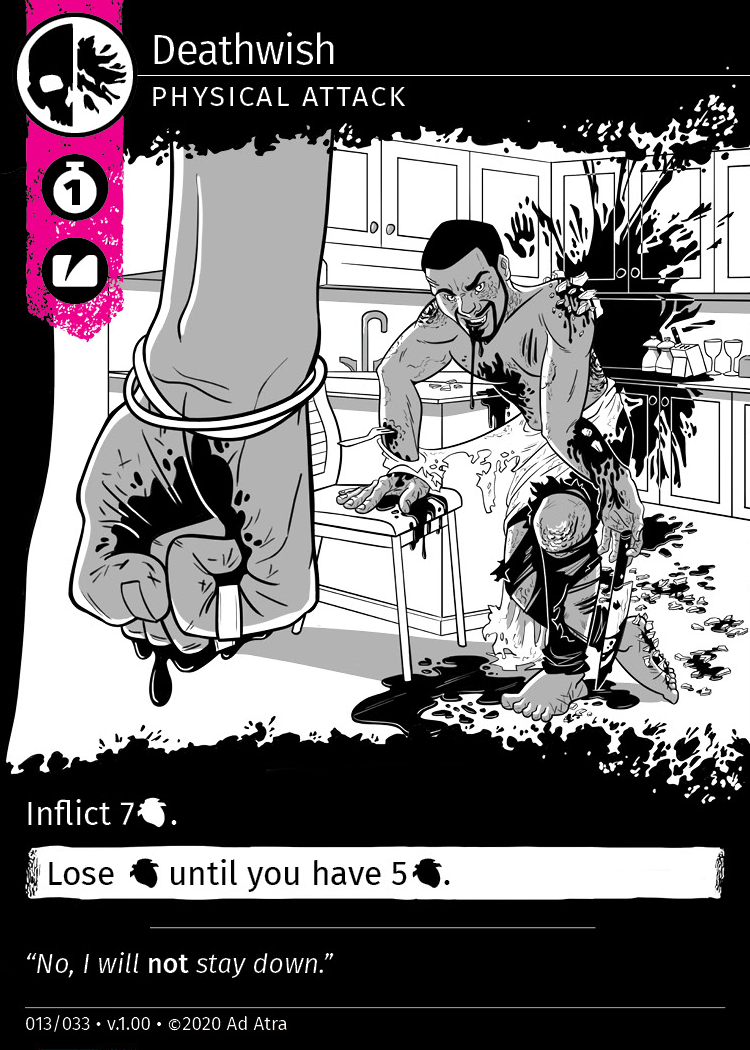 Deathwish
PHYSICAL ATTACK
1
Inflict 7.
Lose until you have 5.
“No, I will not stay down.”
013/033 • v.1.00 • ©2020 Ad Atra